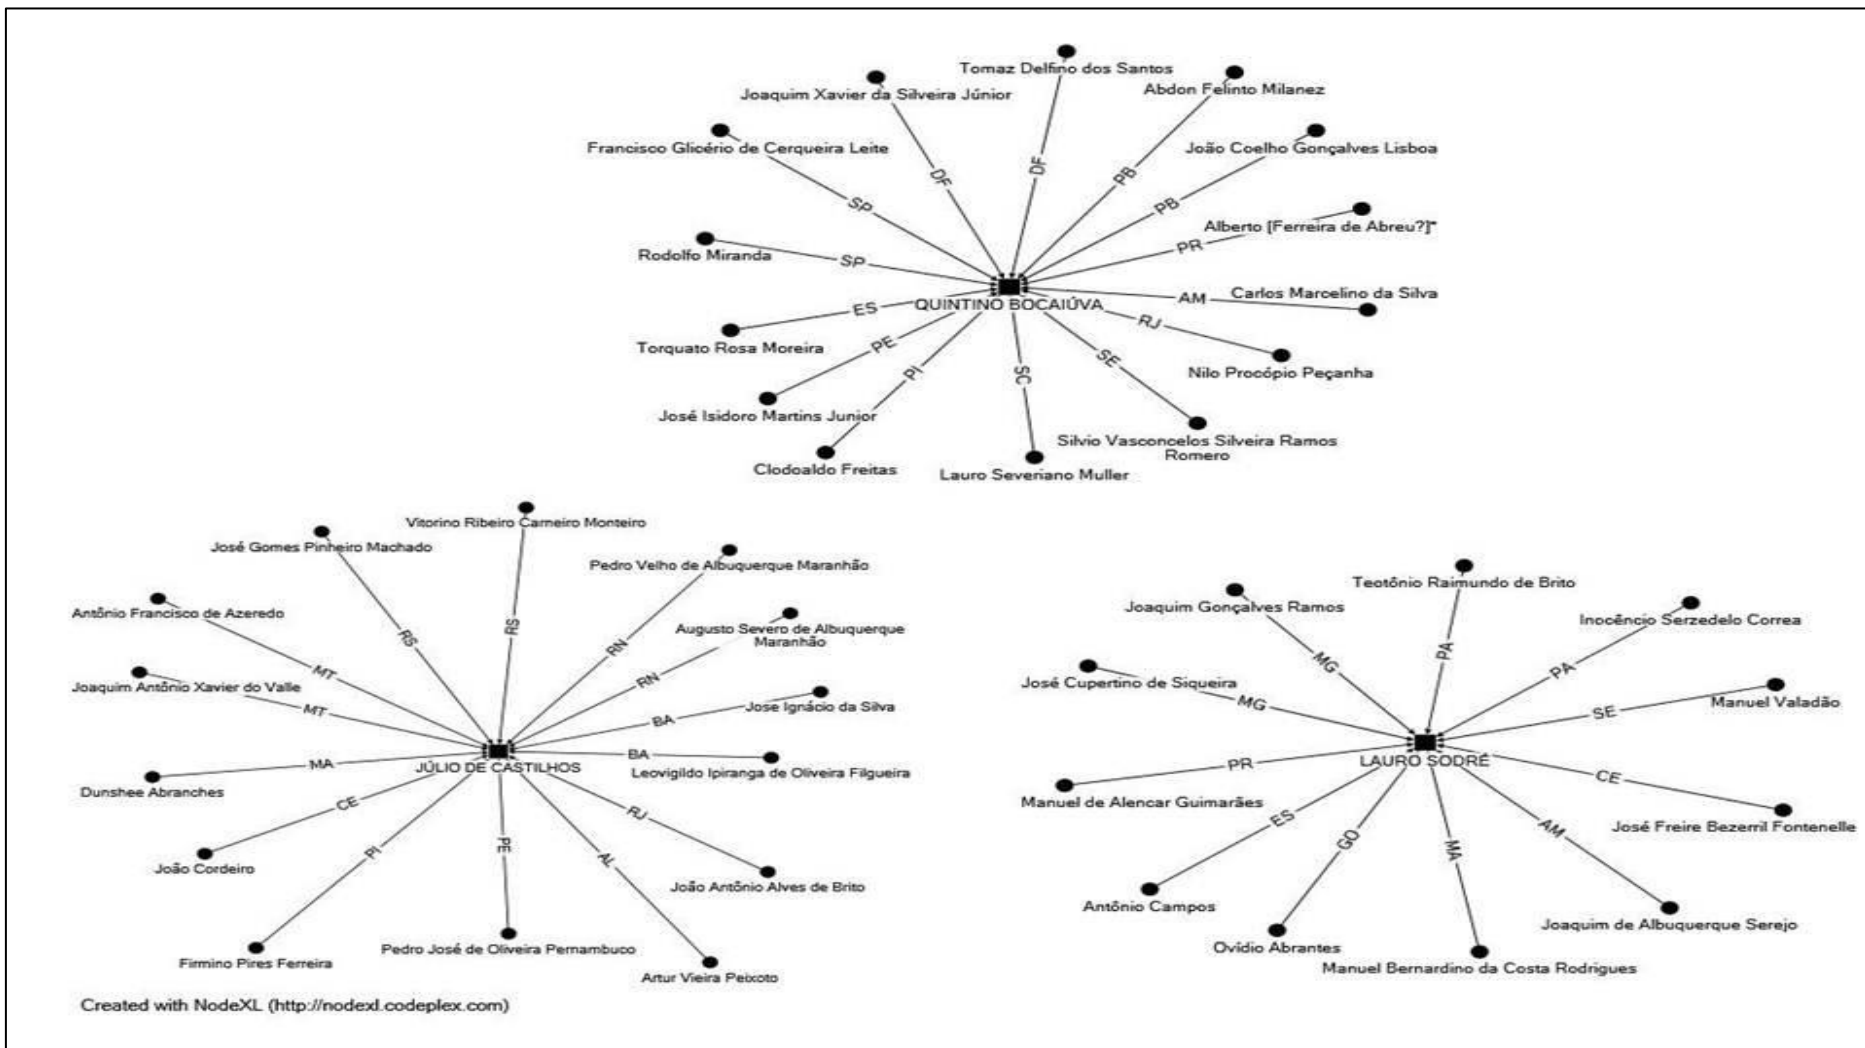 Tomaz Delfino dos Santos
Joaquim Xavier da Silveira Júnior
Abdon Felinto Milanez
Francisco Glicério de Cerqueira Leite
João Coelho Gonçalves Lisboa
DF
DF
PB
SP
PB
Alberto [Ferreira de Abreu?]"
Rodolfo Miranda
SP
PR
QUINTINO BOCAIÚVA
AM
Carlos Marcelino da Silva
ES
RJ
Torquato Rosa Moreira
PE
SE
Nilo Procópio Peçanha
PI
SC
José Isidoro Martins Junior
Silvio Vasconcelos Silveira Ramos
Romero
Clodoaldo Freitas
Lauro Severiano Muller
Vitorino Ribeiro Carneiro Monteiro
José Gomes Pinheiro Machado
Pedro Velho de Albuquerque Maranhão
Antônio Francisco de Azeredo
Augusto Severo de Albuquerque
Maranhão
RS
RS
RN
MT
RN
Joaquim Antônio Xavier do Valle
MT
BA
Jose Ignácio da Silva
MA
JÚLIO DE CASTILHOS
BA
Leovigildo Ipiranga de Oliveira Filgueira
Dunshee Abranches
CE
RJ
PI
PE
AL
João Cordeiro
João Antônio Alves de Brito
Firmino Pires Ferreira
Pedro José de Oliveira Pernambuco
Artur Vieira Peixoto
Teotônio Raimundo de Brito
Joaquim Gonçalves Ramos
Inocêncio Serzedelo Correa
MG
PA
PA
José Cupertino de Siqueira
MG
SE
Manuel Valadão
PR
LAURO SODRÉ
CE
Manuel de Alencar Guimarães
José Freire Bezerril Fontenelle
ES
GO
MA
AM
Antônio Campos
Joaquim de Albuquerque Serejo
Ovídio Abrantes
Manuel Bernardino da Costa Rodrigues
Created with NodeXL (http://nodexl.codeplex.com)